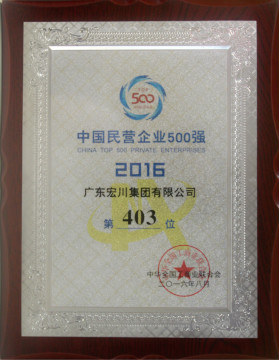 TOP
500
中国民营企业500强
CHINA TOP 500 PRIVATE ENTERPRISES
2016
广东宏川集团有限公司
第 403 位
中华全国工商业联合会
二〇一六年八月